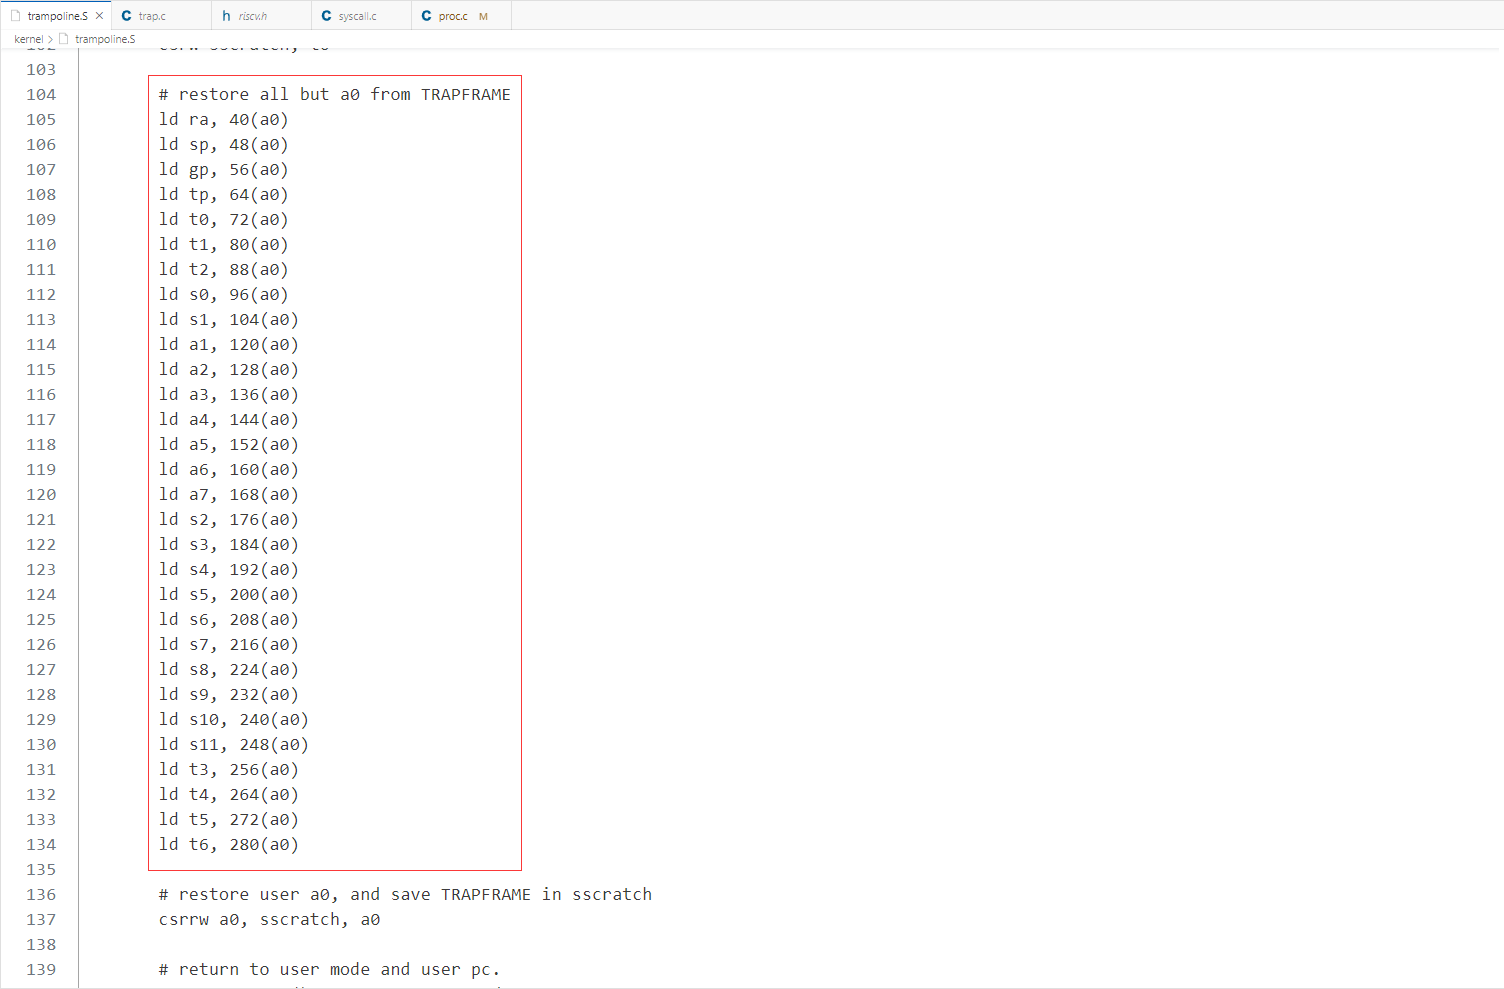 trampoline.S × C trap.c h riscv.h C syscall.c C proc.c M
kernel > trampoline.S
103
104 # restore all but a0 from TRAPFRAME
105 ld ra, 40(a0)
106 ld sp, 48(a0)
107 ld gp, 56(a0)
108 ld tp, 64(a0)
109 ld t0, 72(a0)
110 ld t1, 80(a0)
111 ld t2, 88(a0)
112 ld s0, 96(a0)
113 ld s1, 104(a0)
114 ld a1, 120(a0)
115 ld a2, 128(a0)
116 ld a3, 136(a0)
117 ld a4, 144(a0)
118 ld a5, 152(a0)
119 ld a6, 160(a0)
120 ld a7, 168(a0)
121 ld s2, 176(a0)
122 ld s3, 184(a0)
123 ld s4, 192(a0)
124 ld s5, 200(a0)
125 ld s6, 208(a0)
126 ld s7, 216(a0)
127 ld s8, 224(a0)
128 ld s9, 232(a0)
129 ld s10, 240(a0)
130 ld s11, 248(a0)
131 ld t3, 256(a0)
132 ld t4, 264(a0)
133 ld t5, 272(a0)
134 ld t6, 280(a0)
135
136 # restore user a0, and save TRAPFRAME in sscratch
137 csrrw a0, sscratch, a0
138
139 # return to user mode and user pc.